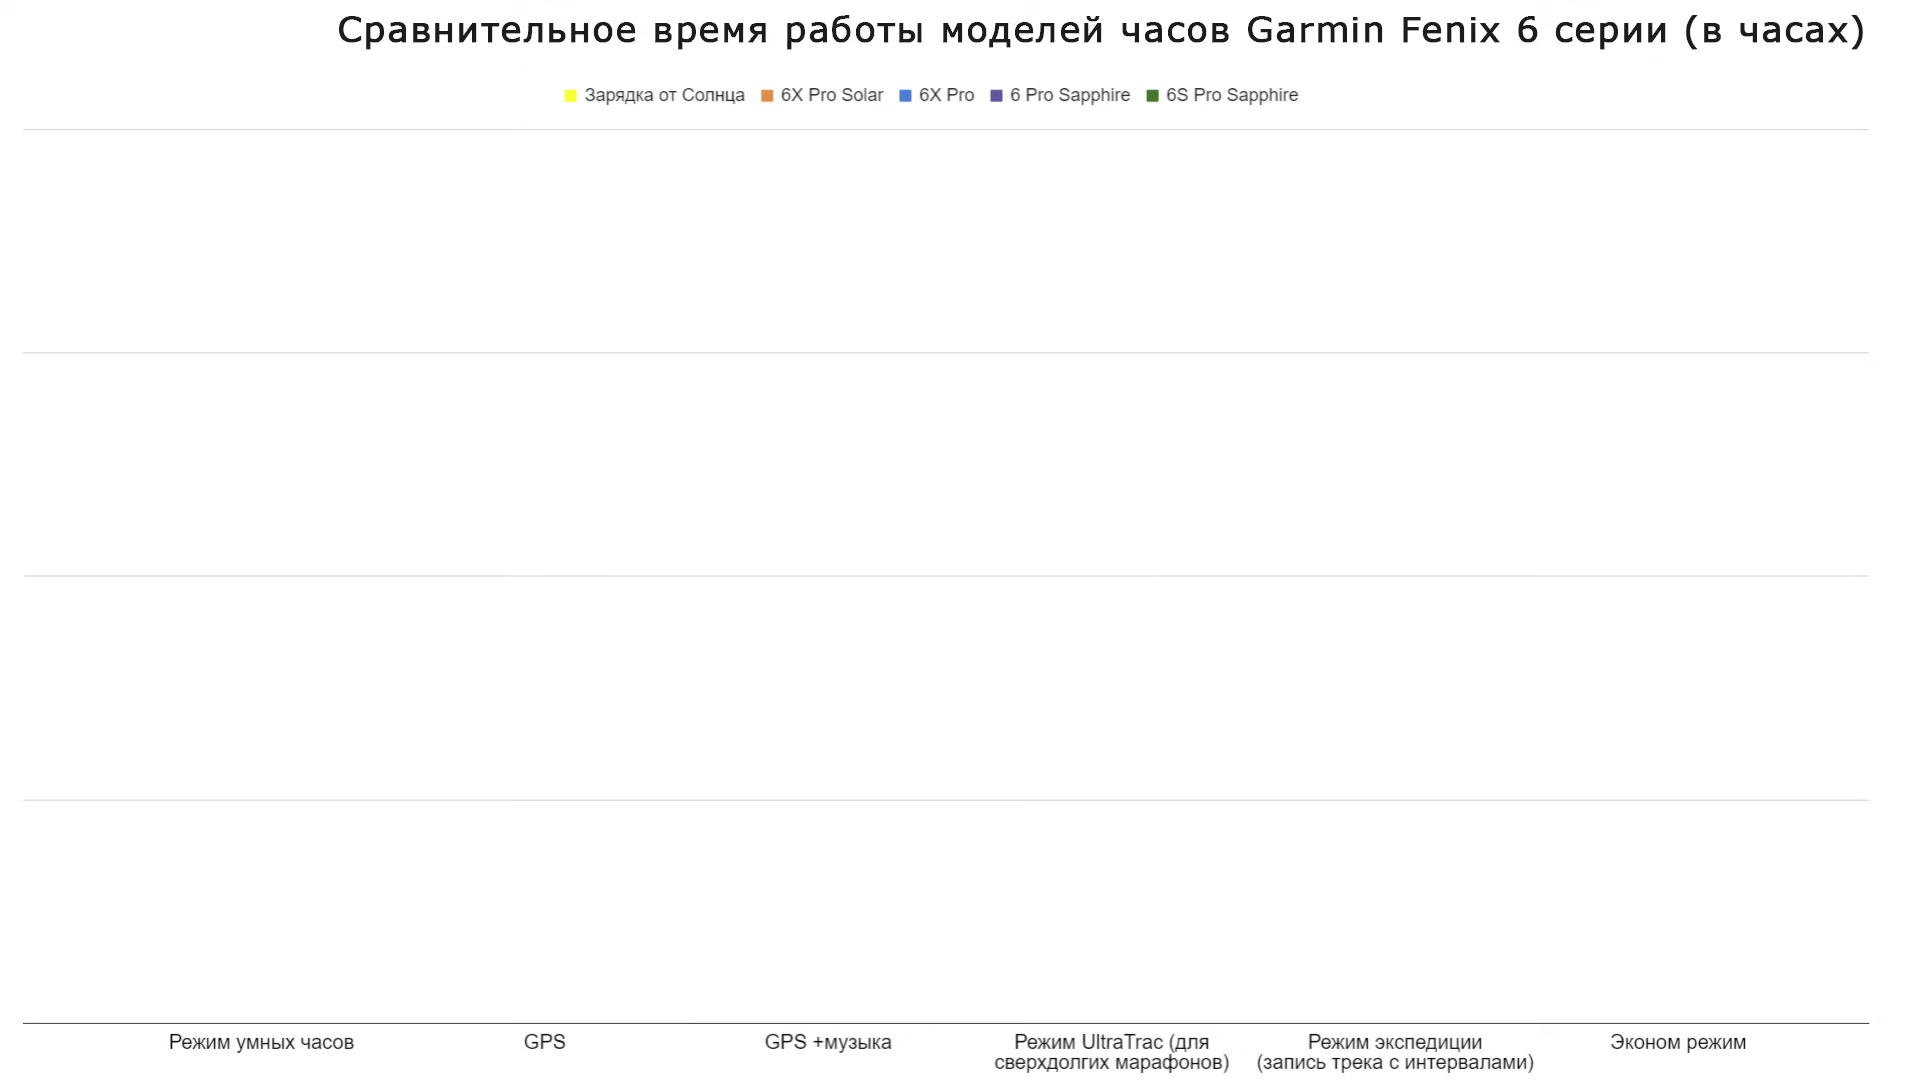 Сравнительное время работы моделей часов Garmin Fenix 6 серии (в часах)
Зарядка от Солнца 6X Pro Solar 6X Pro 6 Pro Sapphire 6S Pro Sapphire
Режим умных часов
GPS
GPS +музыка
Режим UltraTrac (для
сверхдолгих марафонов)
Режим экспедиции
(запись трека с интервалами)
Эконом режим